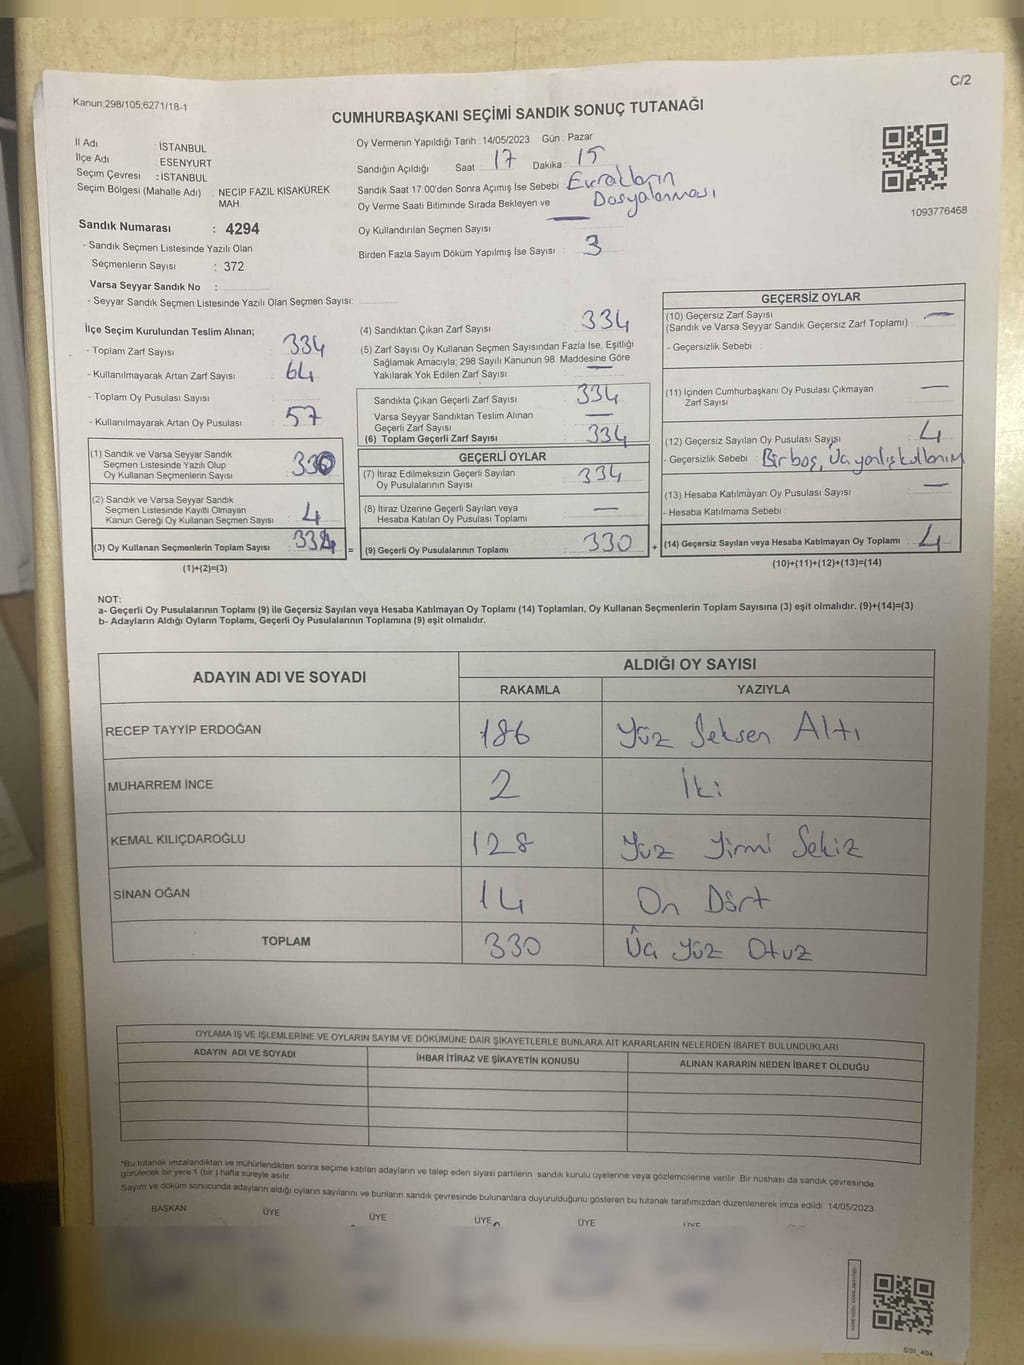 C/2
Kanun;298/105;6271/18-1
CUMHURBAŞKANI SEÇİMİ SANDIK SONUÇ TUTANAĞI
İl Adı : İSTANBUL
İlçe Adı : ESENYURT
Seçim Çevresi : İSTANBUL
Seçim Bölgesi (Mahalle Adı) : NECİP FAZIL KISAKÜREK MAH
Sandık Numarası : 4294
- Sandık Seçmen Listesinde Yazılı Olan
Seçmenlerin Sayısı : 372
Varsa Seyyar Sandık No :
- Seyyar Sandık Seçmen Listesinde Yazılı Olan Seçmen Sayısı:
Oy Vermenin Yapıldığı Tarih : 14/05/2023 Gün : Pazar
Sandığın Açıldığı Saat 17 Dakika 15
Sandık Saat 17:00'den Sonra Açımış İse Sebebi Evrakların Dosyalanması
Oy Verme Saati Bitiminde Sırada Bekleyen ve —
Oy Kullandırılan Seçmen Sayısı
Birden Fazla Sayım Döküm Yapılmış İse Sayısı : 3
1093776468
İlçe Seçim Kurulundan Teslim Alınan;
- Toplam Zarf Sayısı : 334
- Kullanılmayarak Artan Zarf Sayısı : 64
- Toplam Oy Pusulası Sayısı :
- Kullanılmayarak Artan Oy Pusulası : 57
(1) Sandık ve Varsa Seyyar Sandık
Seçmen Listesinde Yazılı Olup
Oy Kullanan Seçmenlerin Sayısı : 330
(2) Sandık ve Varsa Seyyar Sandık
Seçmen Listesinde Kayıtlı Olmayan
Kanun Gereği Oy Kullanan Seçmen Sayısı : 4
(3) Oy Kullanan Seçmenlerin Toplam Sayısı : 334 =
(1)+(2)=(3)
(4) Sandıktan Çıkan Zarf Sayısı : 334
(5) Zarf Sayısı Oy Kullanan Seçmen Sayısından Fazla İse, Eşitliği
Sağlamak Amacıyla; 298 Sayılı Kanunun 98. Maddesine Göre
Yakılarak Yok Edilen Zarf Sayısı : —
Sandıkta Çıkan Geçerli Zarf Sayısı : 334
Varsa Seyyar Sandıktan Teslim Alınan
Geçerli Zarf Sayısı : —
(6) Toplam Geçerli Zarf Sayısı : 334
GEÇERLİ OYLAR
(7) İtiraz Edilmeksizin Geçerli Sayılan
Oy Pusulalarının Sayısı : 334
(8) İtiraz Üzerine Geçerli Sayılan veya
Hesaba Katılan Oy Pusulası Toplamı : —
(9) Geçerli Oy Pusulalarının Toplamı : 330 +
GEÇERSİZ OYLAR
(10) Geçersiz Zarf Sayısı —
(Sandık ve Varsa Seyyar Sandık Geçersiz Zarf Toplamı) :
- Geçersizlik Sebebi :
(11) İçinden Cumhurbaşkanı Oy Pusulası Çıkmayan
Zarf Sayısı : —
(12) Geçersiz Sayılan Oy Pusulası Sayısı : 4
- Geçersizlik Sebebi : Bir boş, üç yanlış kullanım
(13) Hesaba Katılmayan Oy Pusulası Sayısı : —
- Hesaba Katılmama Sebebi :
(14) Geçersiz Sayılan veya Hesaba Katılmayan Oy Toplamı : 4
(10)+(11)+(12)+(13)=(14)
NOT:
a- Geçerli Oy Pusulalarının Toplamı (9) ile Geçersiz Sayılan veya Hesaba Katılmayan Oy Toplamı (14) Toplamları, Oy Kullanan Seçmenlerin Toplam Sayısına (3) eşit olmalıdır. (9)+(14)=(3)
b- Adayların Aldığı Oyların Toplamı, Geçerli Oy Pusulalarının Toplamına (9) eşit olmalıdır.
ADAYIN ADI VE SOYADI ALDIĞI OY SAYISI
RAKAMLA YAZIYLA
RECEP TAYYİP ERDOĞAN 186 Yüz Seksen Altı
MUHARREM İNCE 2 İki
KEMAL KILIÇDAROĞLU 128 Yüz Yirmi Sekiz
SİNAN OĞAN 14 On Dört
TOPLAM 330 Üç Yüz Otuz
OYLAMA İŞ VE İŞLEMLERİNE VE OYLARIN SAYIM VE DÖKÜMÜNE DAİR ŞİKAYETLERLE BUNLARA AİT KARARLARIN NELERDEN İBARET BULUNDUKLARI
ADAYIN ADI VE SOYADI İHBAR İTİRAZ VE ŞİKAYETİN KONUSU ALINAN KARARIN NEDEN İBARET OLDUĞU
*Bu tutanak imzalandıktan ve mühürlendikten sonra seçime katılan adayların ve talep eden siyasi partilerin sandık kurulu üyelerine veya gözlemcilerine verilir. Bir nüshası da sandık çevresinde
görülecek bir yere 1 (bir) hafta süreyle asılır.
Sayım ve döküm sonucunda adayların aldığı oyların sayılarını ve bunların sandık çevresinde bulunanlara duyurulduğunu gösteren bu tutanak tarafımızdan düzenlenerek imza edildi. 14/05/2023
BAŞKAN ÜYE ÜYE ÜYE ÜYE ÜYE
SSI_404